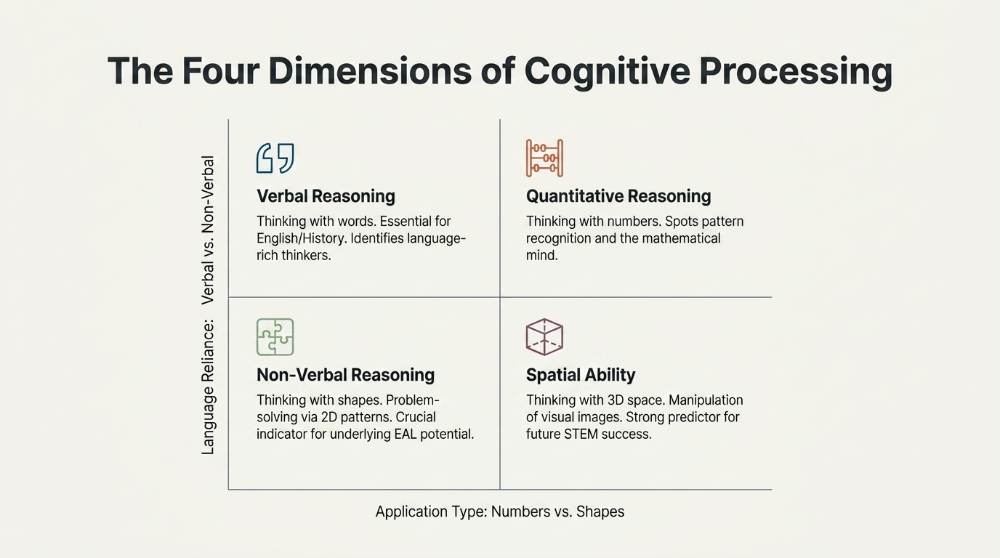 The Four Dimensions of Cognitive Processing
Language Reliance: Verbal vs. Non-Verbal
Verbal Reasoning
Thinking with words. Essential for
English/History. Identifies language-
rich thinkers.
Quantitative Reasoning
Thinking with numbers. Spots pattern
recognition and the mathematical
mind.
Non-Verbal Reasoning
Thinking with shapes. Problem-
solving via 2D patterns. Crucial
indicator for underlying EAL potential.
Spatial Ability
Thinking with 3D space. Manipulation
of visual images. Strong predictor for
future STEM success.
Application Type: Numbers vs. Shapes